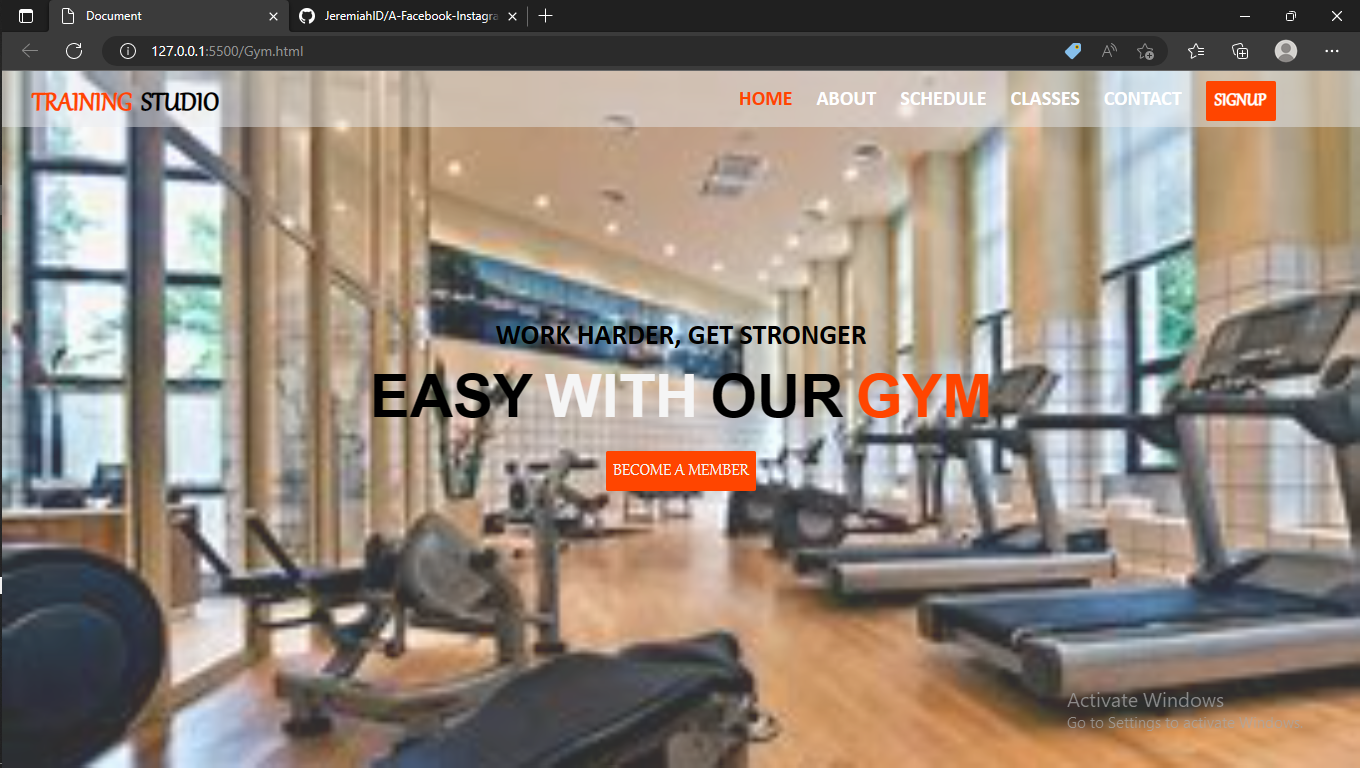 Document
JeremiahID/A-Facebook-Instagra
127.0.0.1:5500/Gym.html
TRAINING STUDIO
HOME ABOUT SCHEDULE CLASSES CONTACT SIGNUP
WORK HARDER, GET STRONGER
EASY WITH OUR GYM
BECOME A MEMBER
Activate Windows
Go to Settings to activate Windows.